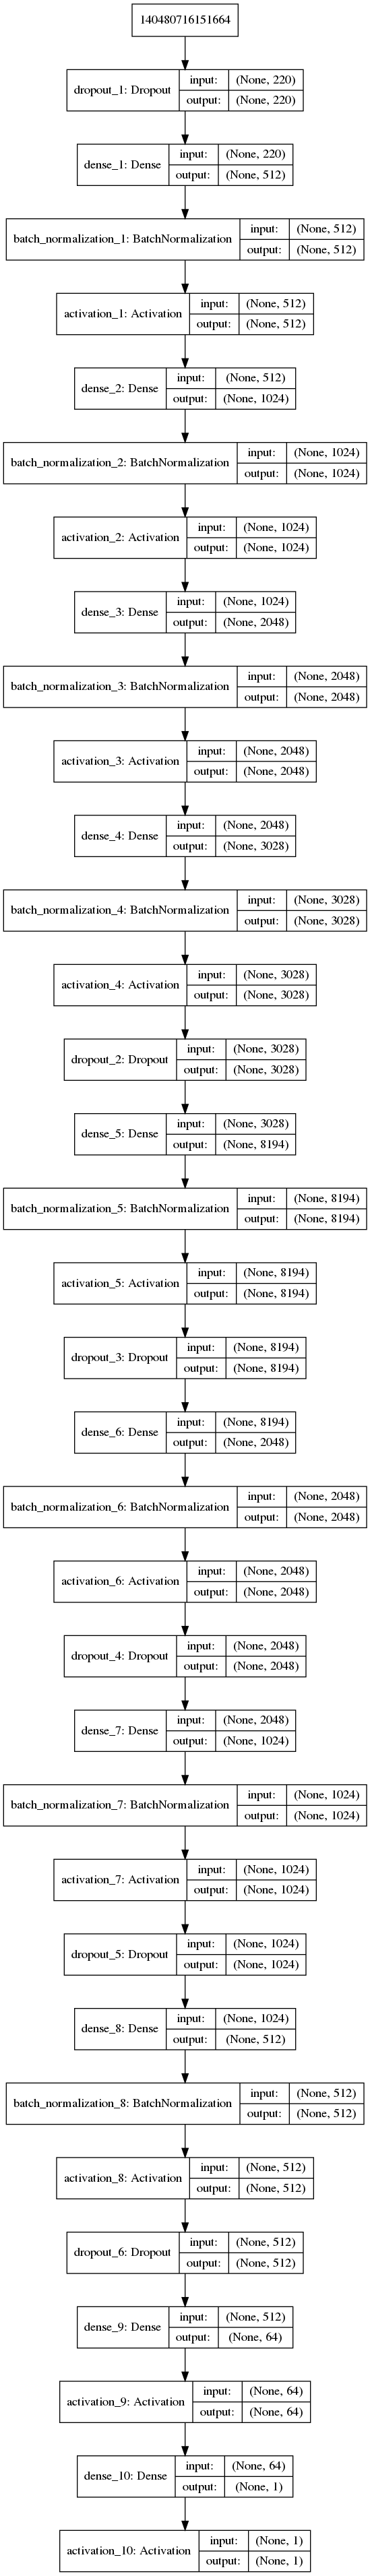 140480716151664
dropout_1: Dropout input: (None, 220)
output: (None, 220)
dense_1: Dense input: (None, 220)
output: (None, 512)
batch_normalization_1: BatchNormalization input: (None, 512)
output: (None, 512)
activation_1: Activation input: (None, 512)
output: (None, 512)
dense_2: Dense input: (None, 512)
output: (None, 1024)
batch_normalization_2: BatchNormalization input: (None, 1024)
output: (None, 1024)
activation_2: Activation input: (None, 1024)
output: (None, 1024)
dense_3: Dense input: (None, 1024)
output: (None, 2048)
batch_normalization_3: BatchNormalization input: (None, 2048)
output: (None, 2048)
activation_3: Activation input: (None, 2048)
output: (None, 2048)
dense_4: Dense input: (None, 2048)
output: (None, 3028)
batch_normalization_4: BatchNormalization input: (None, 3028)
output: (None, 3028)
activation_4: Activation input: (None, 3028)
output: (None, 3028)
dropout_2: Dropout input: (None, 3028)
output: (None, 3028)
dense_5: Dense input: (None, 3028)
output: (None, 8194)
batch_normalization_5: BatchNormalization input: (None, 8194)
output: (None, 8194)
activation_5: Activation input: (None, 8194)
output: (None, 8194)
dropout_3: Dropout input: (None, 8194)
output: (None, 8194)
dense_6: Dense input: (None, 8194)
output: (None, 2048)
batch_normalization_6: BatchNormalization input: (None, 2048)
output: (None, 2048)
activation_6: Activation input: (None, 2048)
output: (None, 2048)
dropout_4: Dropout input: (None, 2048)
output: (None, 2048)
dense_7: Dense input: (None, 2048)
output: (None, 1024)
batch_normalization_7: BatchNormalization input: (None, 1024)
output: (None, 1024)
activation_7: Activation input: (None, 1024)
output: (None, 1024)
dropout_5: Dropout input: (None, 1024)
output: (None, 1024)
dense_8: Dense input: (None, 1024)
output: (None, 512)
batch_normalization_8: BatchNormalization input: (None, 512)
output: (None, 512)
activation_8: Activation input: (None, 512)
output: (None, 512)
dropout_6: Dropout input: (None, 512)
output: (None, 512)
dense_9: Dense input: (None, 512)
output: (None, 64)
activation_9: Activation input: (None, 64)
output: (None, 64)
dense_10: Dense input: (None, 64)
output: (None, 1)
activation_10: Activation input: (None, 1)
output: (None, 1)